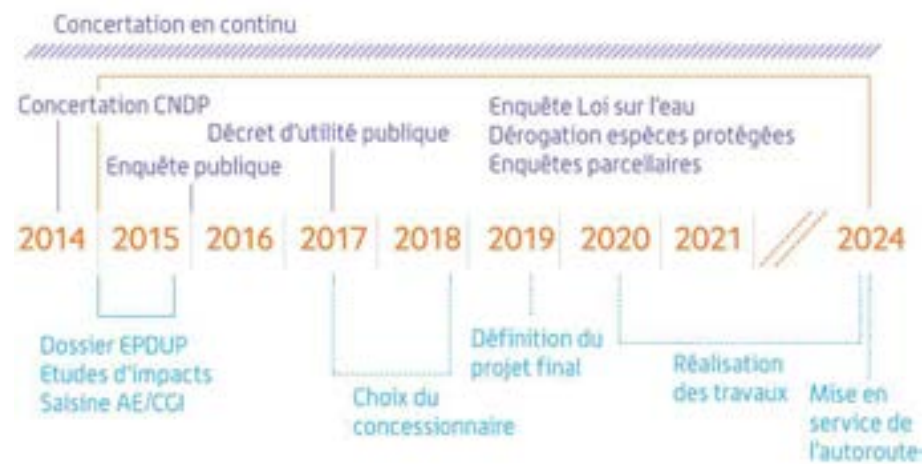 Concertation en continu
Concertation CNDP
Enquête Loi sur l'eau
Décret d'utilité publique
Dérogation espèces protégées
Enquête publique
Enquêtes parcellaires
2014 2015 2016 2017 2018 2019 2020 2021 2024
Dossier EPDUP
Etudes d'impacts
Saisine AE/CGI
Choix du
concessionnaire
Définition du
projet final
Réalisation
des travaux
Mise en
service de
l'autoroute